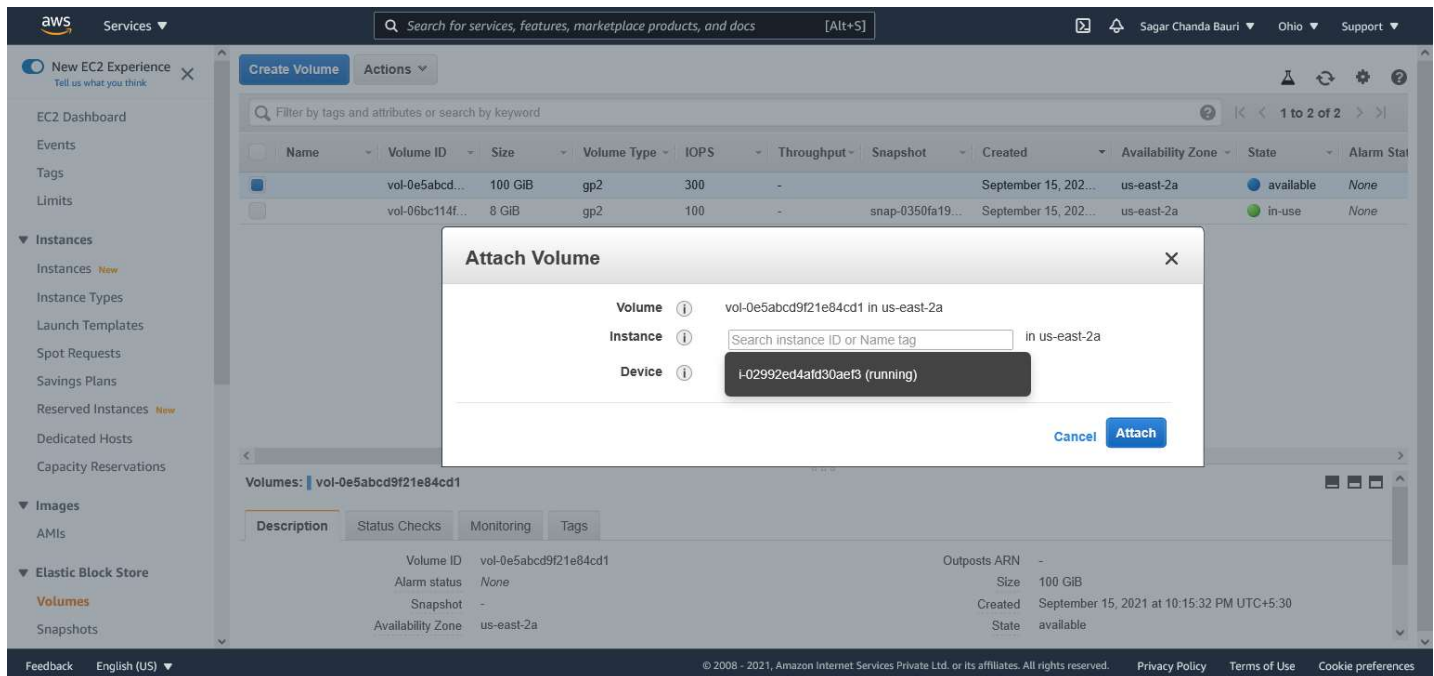 aws Services ▼ Search for services, features, marketplace products, and docs [Alt+S] Sagar Chanda Bauri ▼ Ohio ▼ Support ▼
New EC2 Experience
Tell us what you think
EC2 Dashboard
Events
Tags
Limits
▼ Instances
Instances New
Instance Types
Launch Templates
Spot Requests
Savings Plans
Reserved Instances New
Dedicated Hosts
Capacity Reservations
▼ Images
AMIs
▼ Elastic Block Store
Volumes
Snapshots
Create Volume Actions
Filter by tags and attributes or search by keyword 1 to 2 of 2
Name Volume ID Size Volume Type IOPS Throughput Snapshot Created Availability Zone State Alarm Stat
vol-0e5abcd... 100 GiB gp2 300 - September 15, 202... us-east-2a available None
vol-06bc114f... 8 GiB gp2 100 - snap-0350fa19... September 15, 202... us-east-2a in-use None
Attach Volume
Volume vol-0e5abcd9f21e84cd1 in us-east-2a
Instance Search instance ID or Name tag in us-east-2a
Device i-02992ed4afd30aef3 (running)
Cancel Attach
Volumes: vol-0e5abcd9f21e84cd1
Description Status Checks Monitoring Tags
Volume ID vol-0e5abcd9f21e84cd1 Outposts ARN -
Alarm status None Size 100 GiB
Snapshot - Created September 15, 2021 at 10:15:32 PM UTC+5:30
Availability Zone us-east-2a State available
Feedback English (US) ▼ © 2008 - 2021, Amazon Internet Services Private Ltd. or its affiliates. All rights reserved. Privacy Policy Terms of Use Cookie preferences